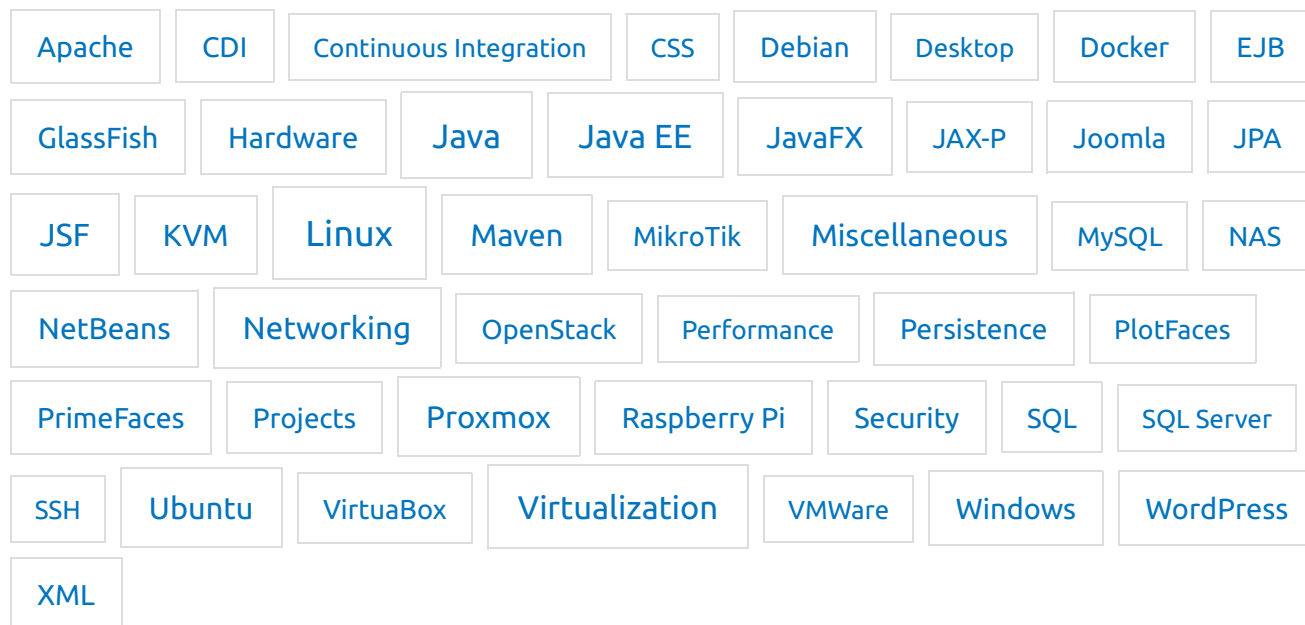 Apache CDI Continuous Integration CSS Debian Desktop Docker EJB
GlassFish Hardware Java Java EE JavaFX JAX-P Joomla JPA
JSF KVM Linux Maven MikroTik Miscellaneous MySQL NAS
NetBeans Networking OpenStack Performance Persistence PlotFaces
PrimeFaces Projects Proxmox Raspberry Pi Security SQL SQL Server
SSH Ubuntu VirtuaBox Virtualization VMWare Windows WordPress
XML